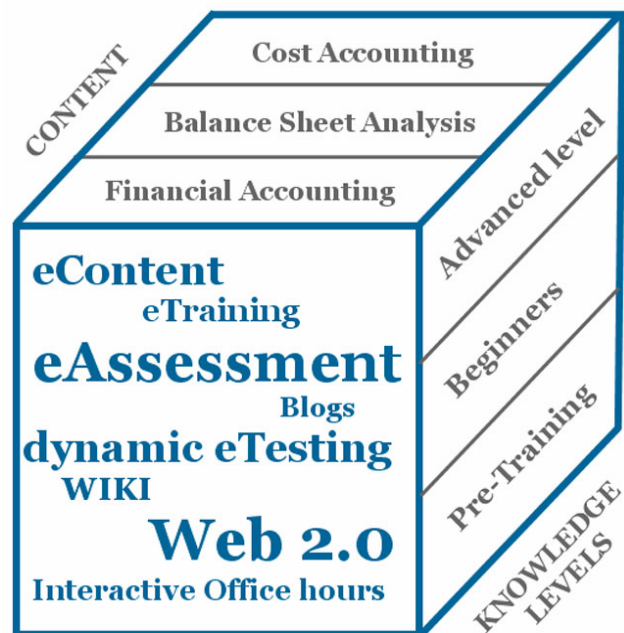 CONTENT
Cost Accounting
Balance Sheet Analysis
Financial Accounting
Advanced level
Beginners
Pre-Training
KNOWLEDGE
LEVELS
eContent
eTraining
eAssessment
Blogs
dynamic eTesting
WIKI
Web 2.0
Interactive Office hours